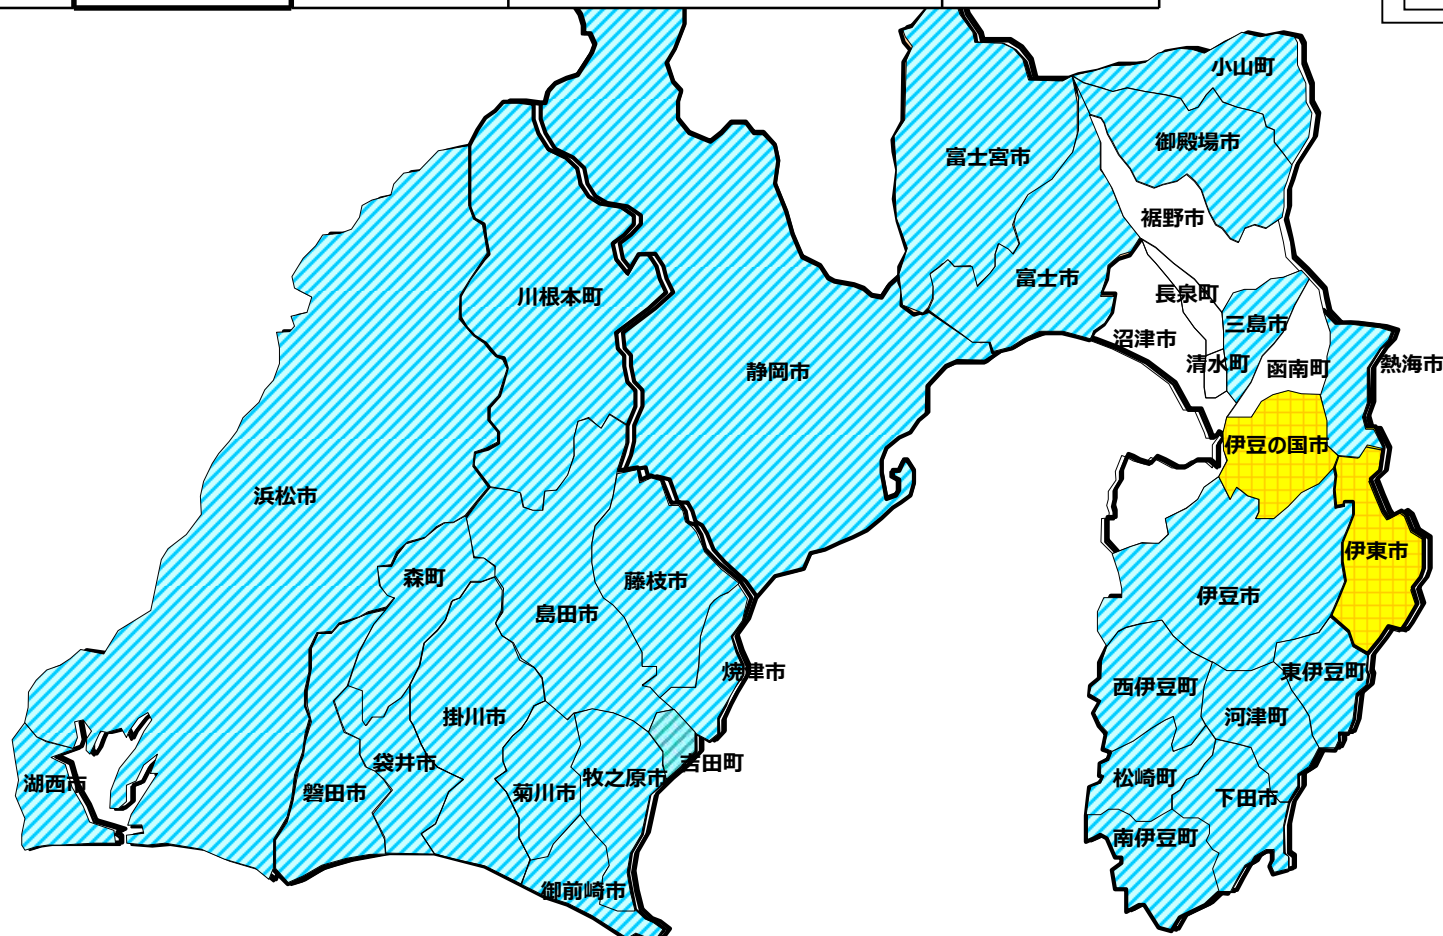 小山町
御殿場市
富士宮市
裾野市
富士市
長泉町
川根本町
三島市
沼津市
清水町
函南町
熱海市
静岡市
伊豆の国市
浜松市
伊東市
森町
藤枝市
伊豆市
島田市
焼津市
東伊豆町
西伊豆町
掛川市
河津町
袋井市
吉田町
湖西市
磐田市
菊川市
牧之原市
松崎町
下田市
南伊豆町
御前崎市